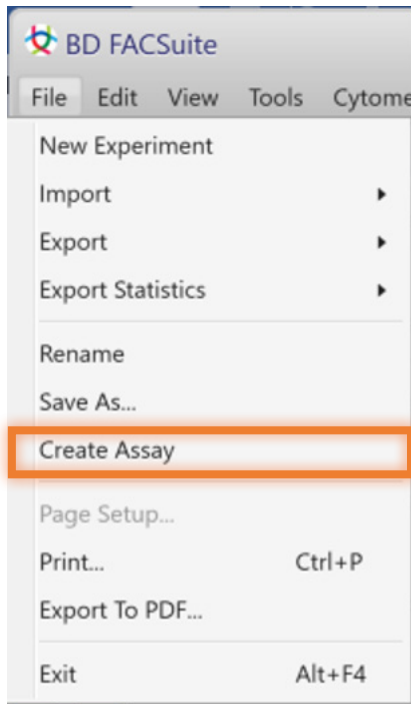 BD FACSuite
File Edit View Tools Cytome
New Experiment
Import
Export
Export Statistics
Rename
Save As...
Create Assay
Page Setup...
Print... Ctrl+P
Export To PDF...
Exit Alt+F4